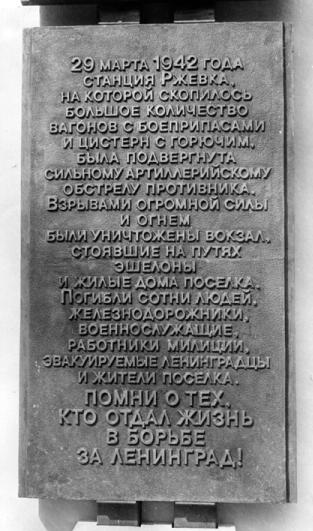 29 МАРТА 1942 ГОДА
СТАНЦИЯ РЖЕВКА,
НА КОТОРОЙ СКОПИЛОСЬ
БОЛЬШОЕ КОЛИЧЕСТВО
ВАГОНОВ С БОЕПРИПАСАМИ
И ЦИСТЕРН С ГОРЮЧИМ,
БЫЛА ПОДВЕРГНУТА
СИЛЬНОМУ АРТИЛЛЕРИЙСКОМУ
ОБСТРЕЛУ ПРОТИВНИКА.
ВЗРЫВАМИ ОГРОМНОЙ СИЛЫ
И ОГНЕМ
БЫЛИ УНИЧТОЖЕНЫ ВОКЗАЛ,
СТОЯВШИЕ НА ПУТЯХ
ЭШЕЛОНЫ
И ЖИЛЫЕ ДОМА ПОСЕЛКА.
ПОГИБЛИ СОТНИ ЛЮДЕЙ,
ЖЕЛЕЗНОДОРОЖНИКИ,
ВОЕННОСЛУЖАЩИЕ,
РАБОТНИКИ МИЛИЦИИ,
ЭВАКУИРУЕМЫЕ ЛЕНИНГРАДЦЫ
И ЖИТЕЛИ ПОСЕЛКА.
ПОМНИ О ТЕХ,
КТО ОТДАЛ ЖИЗНЬ
В БОРЬБЕ
ЗА ЛЕНИНГРАД!